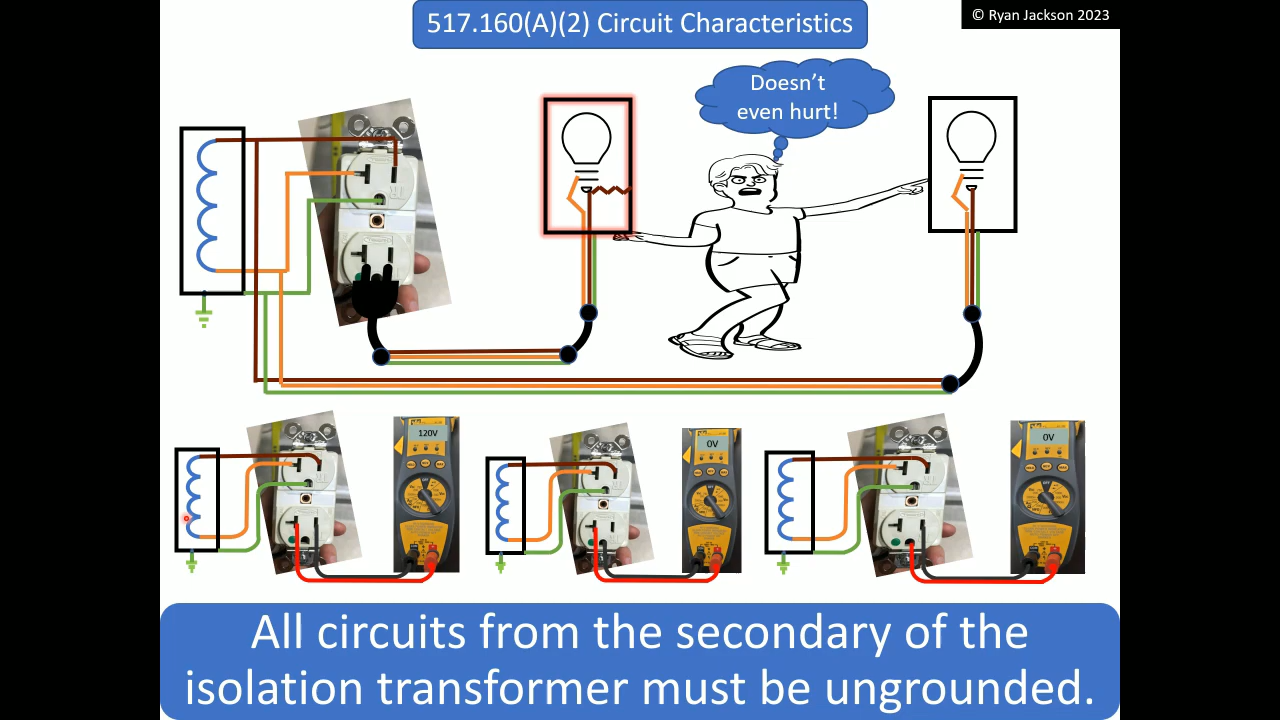 517.160(A)(2) Circuit Characteristics
© Ryan Jackson 2023
Doesn't
even hurt!
120V
0V
0V
All circuits from the secondary of the
isolation transformer must be ungrounded.